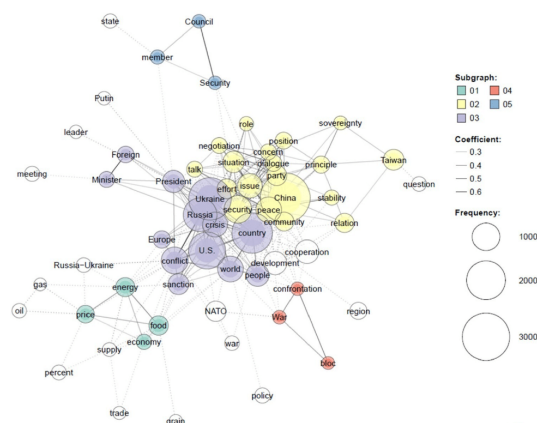 state
Council
member
Security
Putin
leader
Foreign
meeting
Minister
President
role
sovereignty
negotiation
concern
position
situation
dialogue
principle
Taiwan
talk
party
question
effort
issue
Ukraine
China
stability
security
peace
Russia
community
relation
crisis
country
Europe
U.S.
cooperation
conflict
development
Russia-Ukraine
world
people
sanction
gas
energy
confrontation
oil
price
food
NATO
War
region
economy
supply
war
bloc
percent
policy
trade
grain
Subgraph:
01 04
02 05
03
Coefficient:
0.3
0.4
0.5
0.6
Frequency:
1000
2000
3000